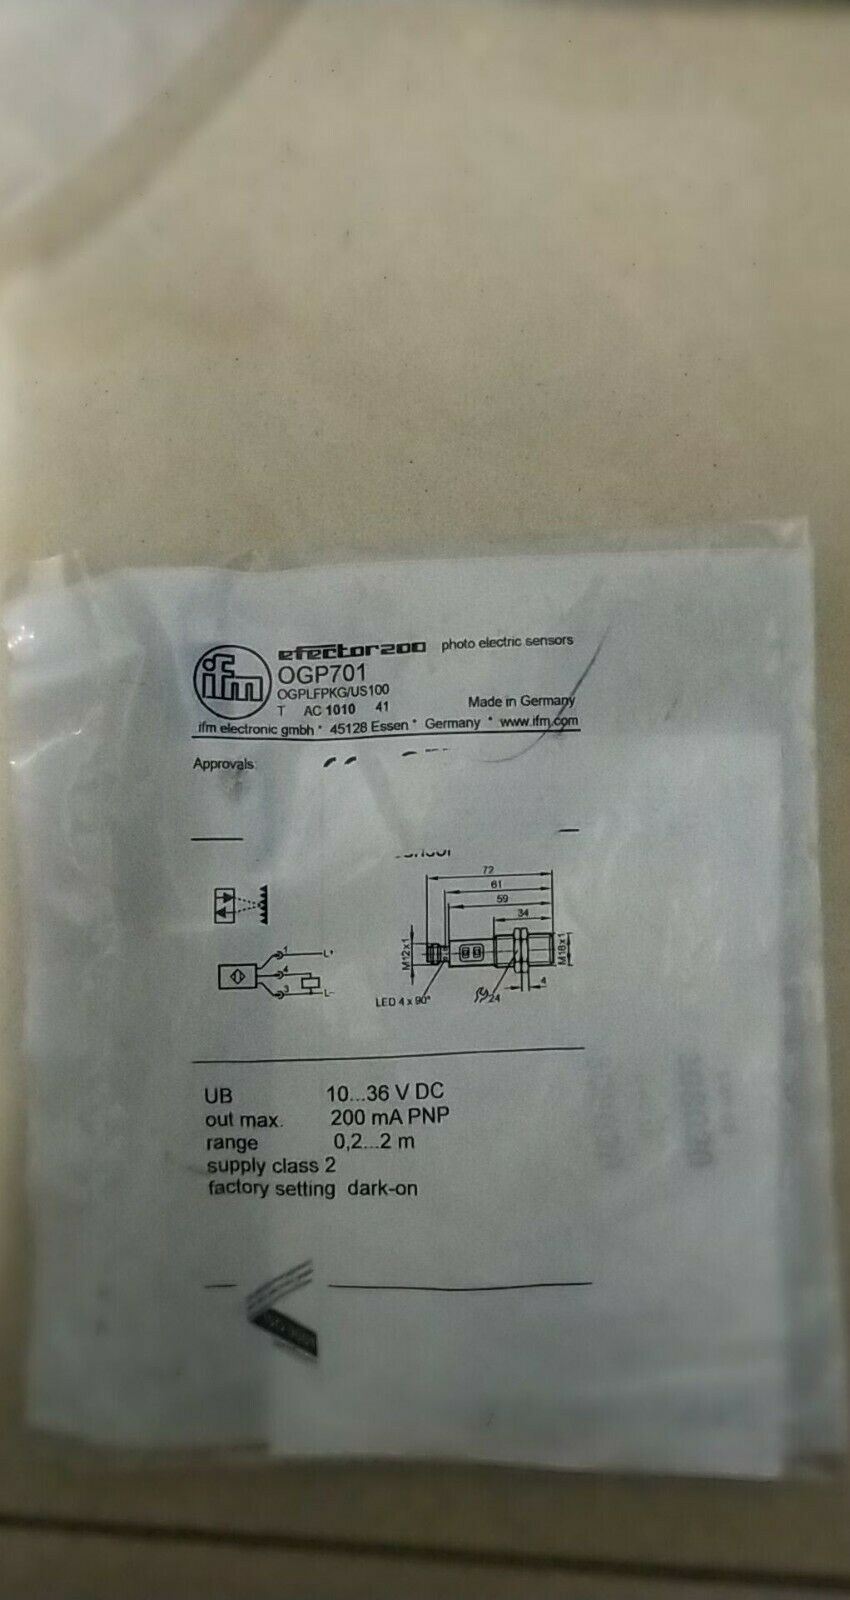 ifm
efector200 photo electric sensors
OGP701
OGPLFPKG/US100
T AC 1010 41 Made in Germany
ifm electronic gmbh * 45128 Essen * Germany * www.ifm.com
Approvals:
72
61
59
34
M12x1
M18x1
1 L+
4
3 L-
LED 4 x 90°
24
4
UB 10...36 V DC
out max. 200 mA PNP
range 0,2...2 m
supply class 2
factory setting dark-on